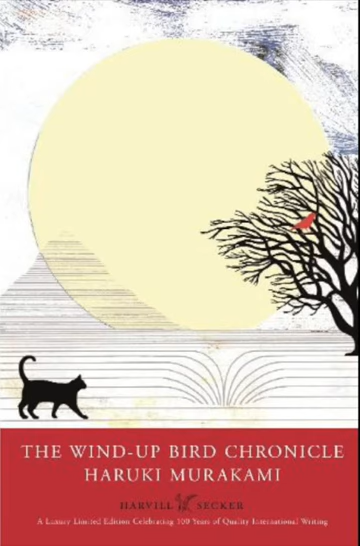 THE WIND-UP BIRD CHRONICLE
HARUKI MURAKAMI
HARVILL SECKER
A Luxury Limited Edition Celebrating 100 Years of Quality International Writing